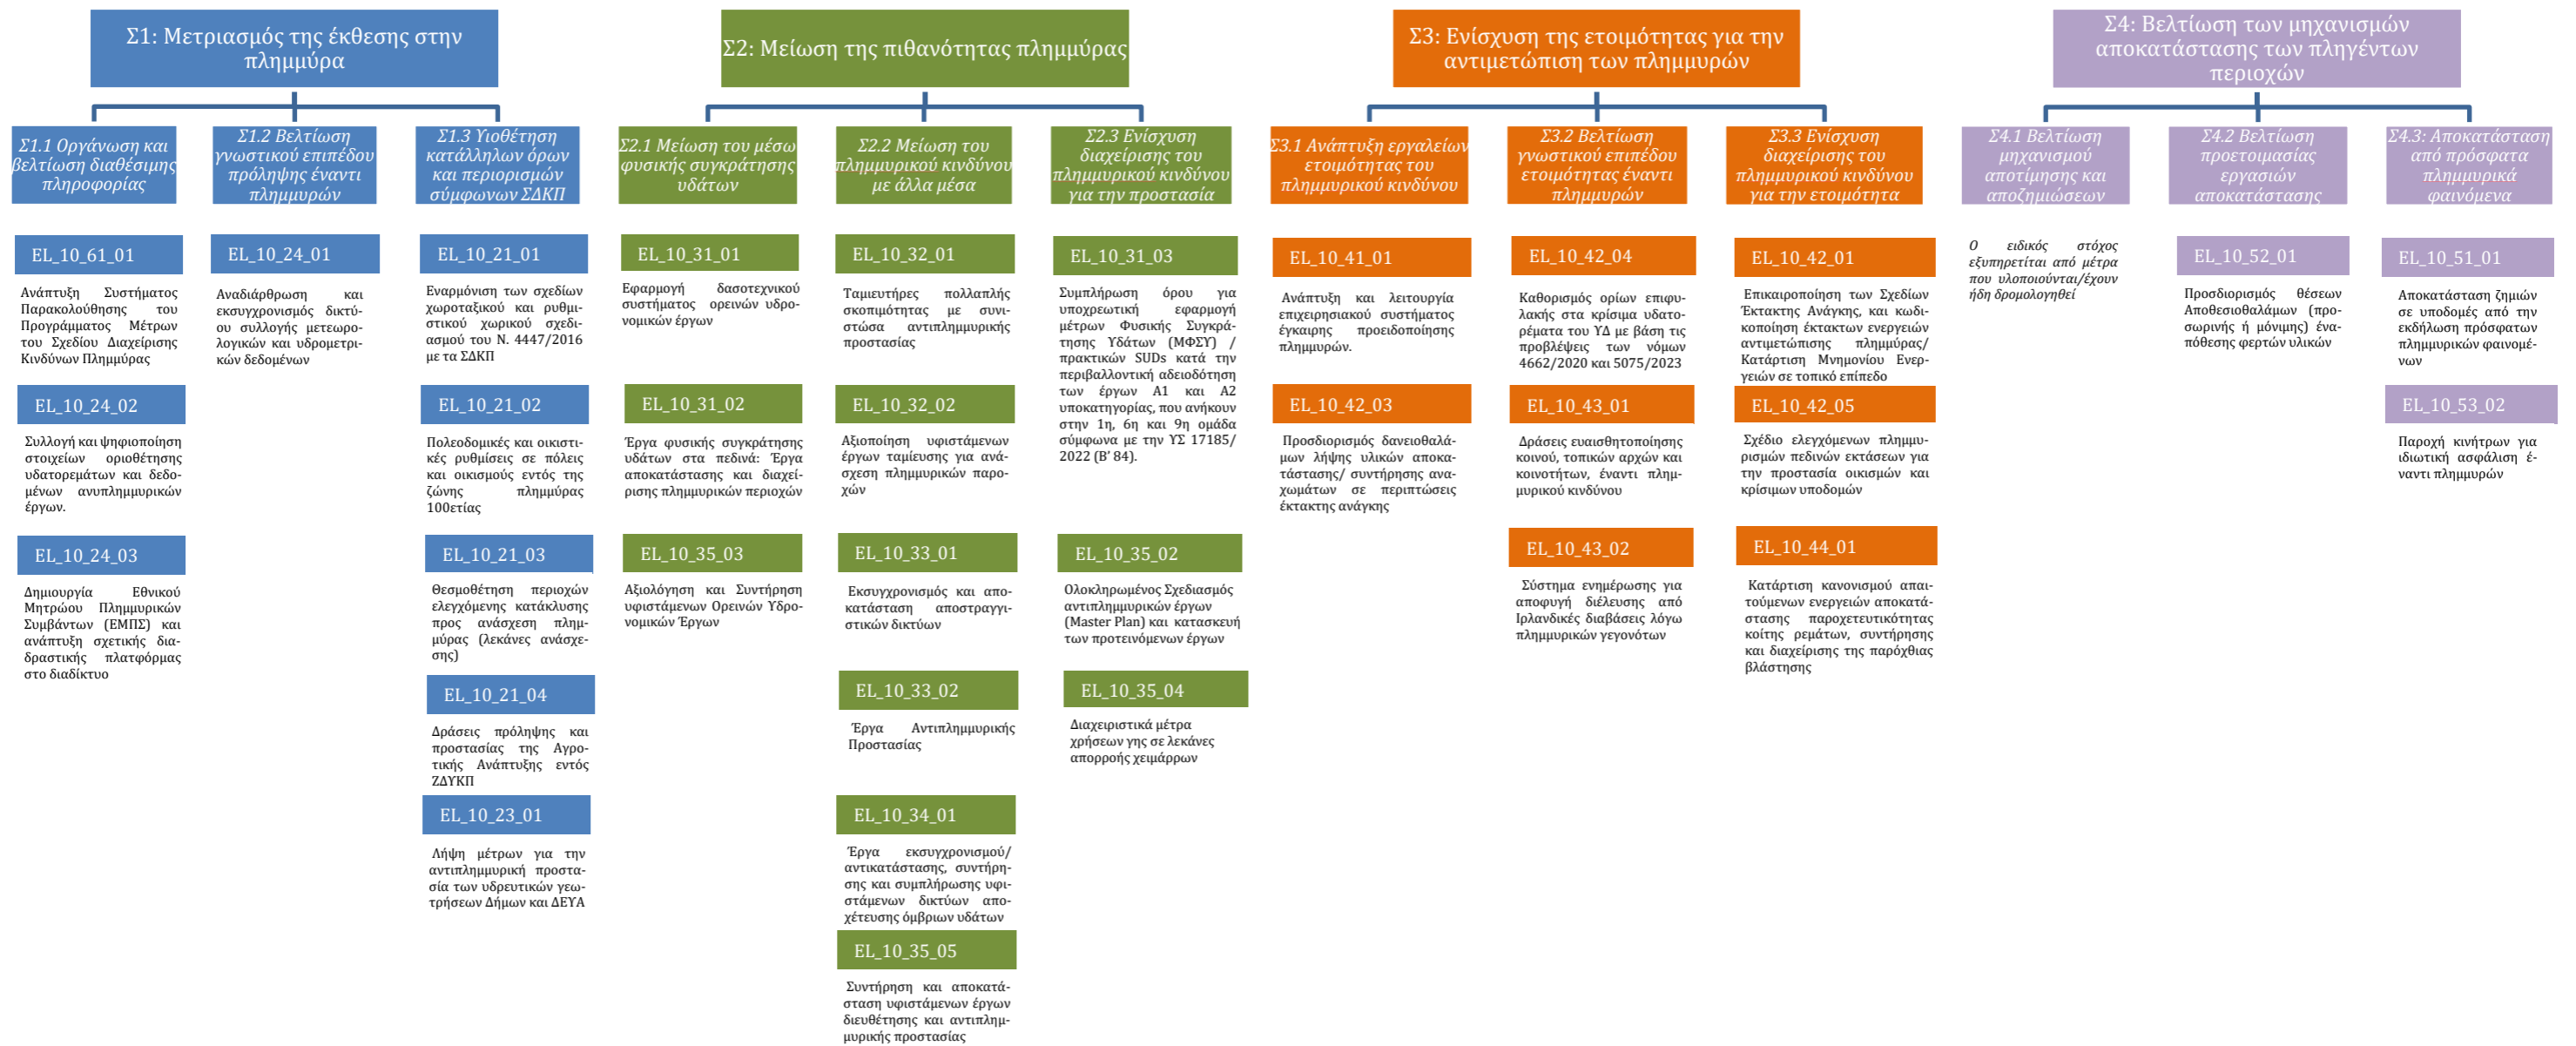 Σ1: Μετριασμός της έκθεσης στην
πλημμύρα
Σ1.1 Οργάνωση και
βελτίωση διαθέσιμης
πληροφορίας
EL_10_61_01
Ανάπτυξη Συστήματος
Παρακολούθησης του
Προγράμματος Μέτρων
του Σχεδίου Διαχείρισης
Κινδύνων Πλημμύρας
EL_10_24_02
Συλλογή και ψηφιοποίηση
στοιχείων οριοθέτησης
υδατορεμάτων και δεδο-
μένων ανυπλημμυρικών
έργων.
EL_10_24_03
Δημιουργία Εθνικού
Μητρώου Πλημμυρικών
Συμβάντων (ΕΜΠΣ) και
ανάπτυξη σχετικής δια-
δραστικής πλατφόρμας
στο διαδίκτυο
Σ1.2 Βελτίωση
γνωστικού επιπέδου
πρόληψης έναντι
πλημμυρών
EL_10_24_01
Αναδιάρθρωση και
εκσυγχρονισμός δικτύ-
ου συλλογής μετεωρο-
λογικών και υδρομετρι-
κών δεδομένων
Σ1.3 Υιοθέτηση
κατάλληλων όρων
και περιορισμών
σύμφωνων ΣΔΚΠ
EL_10_21_01
Εναρμόνιση των σχεδίων
χωροταξικού και ρυθμι-
στικού χωρικού σχεδι-
ασμού του Ν. 4447/2016
με τα ΣΔΚΠ
EL_10_21_02
Πολεοδομικές και οικιστι-
κές ρυθμίσεις σε πόλεις
και οικισμούς εντός της
ζώνης πλημμύρας
100ετίας
EL_10_21_03
Θεσμοθέτηση περιοχών
ελεγχόμενης κατάκλυσης
προς ανάσχεση πλημ-
μύρας (λεκάνες ανάσχε-
σης)
EL_10_21_04
Δράσεις πρόληψης και
προστασίας της Αγρο-
τικής Ανάπτυξης εντός
ΖΔΥΚΠ
EL_10_23_01
Λήψη μέτρων για την
αντιπλημμυρική προστα-
σία των υδρευτικών γεω-
τρήσεων Δήμων και ΔΕΥΑ
Σ2: Μείωση της πιθανότητας πλημμύρας
Σ2.1 Μείωση του μέσω
φυσικής συγκράτησης
υδάτων
EL_10_31_01
Εφαρμογή δασοτεχνικού
συστήματος ορεινών υδρο-
νομικών έργων
EL_10_31_02
Έργα φυσικής συγκράτησης
υδάτων στα πεδινά: Έργα
αποκατάστασης και διαχεί-
ρισης πλημμυρικών περιοχών
EL_10_35_03
Αξιολόγηση και Συντήρηση
υφιστάμενων Ορεινών Υδρο-
νομικών Έργων
Σ2.2 Μείωση του
πλημμυρικού κινδύνου
με άλλα μέσα
EL_10_32_01
Ταμιευτήρες πολλαπλής
σκοπιμότητας με συνι-
στώσα αντιπλημμυρικής
προστασίας
EL_10_32_02
Αξιοποίηση υφιστάμενων
έργων ταμίευσης για ανά-
σχεση πλημμυρικών παρο-
χών
EL_10_33_01
Εκσυγχρονισμός και απο-
κατάσταση αποστραγγι-
στικών δικτύων
EL_10_33_02
Έργα Αντιπλημμυρικής
Προστασίας
EL_10_34_01
Έργα εκσυγχρονισμού/
αντικατάστασης, συντήρη-
σης και συμπλήρωσης υφι-
στάμενων δικτύων απο-
χέτευσης όμβριων υδάτων
EL_10_35_05
Συντήρηση και αποκατά-
σταση υφιστάμενων έργων
διευθέτησης και αντιπλημ-
μυρικής προστασίας
Σ2.3 Ενίσχυση
διαχείρισης του
πλημμυρικού κινδύνου
για την προστασία
EL_10_31_03
Συμπλήρωση όρου για
υποχρεωτική εφαρμογή
μέτρων Φυσικής Συγκρά-
τησης Υδάτων (ΜΦΣΥ) /
πρακτικών SUDs κατά την
περιβαλλοντική αδειοδότηση
των έργων Α1 και Α2
υποκατηγορίας, που ανήκουν
στην 1η, 6η και 9η ομάδα
σύμφωνα με την ΥΣ 17185/
2022 (Β’ 84).
EL_10_35_02
Ολοκληρωμένος Σχεδιασμός
αντιπλημμυρικών έργων
(Master Plan) και κατασκευή
των προτεινόμενων έργων
EL_10_35_04
Διαχειριστικά μέτρα
χρήσεων γης σε λεκάνες
απορροής χειμάρρων
Σ3: Ενίσχυση της ετοιμότητας για την
αντιμετώπιση των πλημμυρών
Σ3.1 Ανάπτυξη εργαλείων
ετοιμότητας του
πλημμυρικού κινδύνου
EL_10_41_01
Ανάπτυξη και λειτουργία
επιχειρησιακού συστήματος
έγκαιρης προειδοποίησης
πλημμυρών.
EL_10_42_03
Προσδιορισμός δανειοθαλά-
μων λήψης υλικών αποκα-
τάστασης/ συντήρησης ανα-
χωμάτων σε περιπτώσεις
έκτακτης ανάγκης
Σ3.2 Βελτίωση
γνωστικού επιπέδου
ετοιμότητας έναντι
πλημμυρών
EL_10_42_04
Καθορισμός ορίων επιφυ-
λακής στα κρίσιμα υδατο-
ρέματα του ΥΔ με βάση τις
προβλέψεις των νόμων
4662/2020 και 5075/2023
EL_10_43_01
Δράσεις ευαισθητοποίησης
κοινού, τοπικών αρχών και
κοινοτήτων, έναντι πλημ-
μυρικού κινδύνου
EL_10_43_02
Σύστημα ενημέρωσης για
αποφυγή διέλευσης από
Ιρλανδικές διαβάσεις λόγω
πλημμυρικών γεγονότων
Σ3.3 Ενίσχυση
διαχείρισης του
πλημμυρικού κινδύνου
για την ετοιμότητα
EL_10_42_01
Επικαιροποίηση των Σχεδίων
Έκτακτης Ανάγκης, και κωδι-
κοποίηση έκτακτων ενεργειών
αντιμετώπισης πλημμύρας/
Κατάρτιση Μνημονίου Ενερ-
γειών σε τοπικό επίπεδο
EL_10_42_05
Σχέδιο ελεγχόμενων πλημμυ-
ρισμών πεδινών εκτάσεων για
την προστασία οικισμών και
κρίσιμων υποδομών
EL_10_44_01
Κατάρτιση κανονισμού απαι-
τούμενων ενεργειών αποκατά-
στασης παροχετευτικότητας
κοίτης ρεμάτων, συντήρησης
και διαχείρισης της παρόχθιας
βλάστησης
Σ4: Βελτίωση των μηχανισμών
αποκατάστασης των πληγέντων
περιοχών
Σ4.1 Βελτίωση
μηχανισμού
αποτίμησης και
αποζημιώσεων
Ο ειδικός στόχος
εξυπηρετείται από μέτρα
που υλοποιούνται/έχουν
ήδη δρομολογηθεί
Σ4.2 Βελτίωση
προετοιμασίας
εργασιών
αποκατάστασης
EL_10_52_01
Προσδιορισμός θέσεων
Αποθεσιοθαλάμων (προ-
σωρινής ή μόνιμης) ένα-
πόθεσης φερτών υλικών
Σ4.3: Αποκατάσταση
από πρόσφατα
πλημμυρικά
φαινόμενα
EL_10_51_01
Αποκατάσταση ζημιών
σε υποδομές από την
εκδήλωση πρόσφατων
πλημμυρικών φαινομέ-
νων
EL_10_53_02
Παροχή κινήτρων για
ιδιωτική ασφάλιση έ-
ναντι πλημμυρών